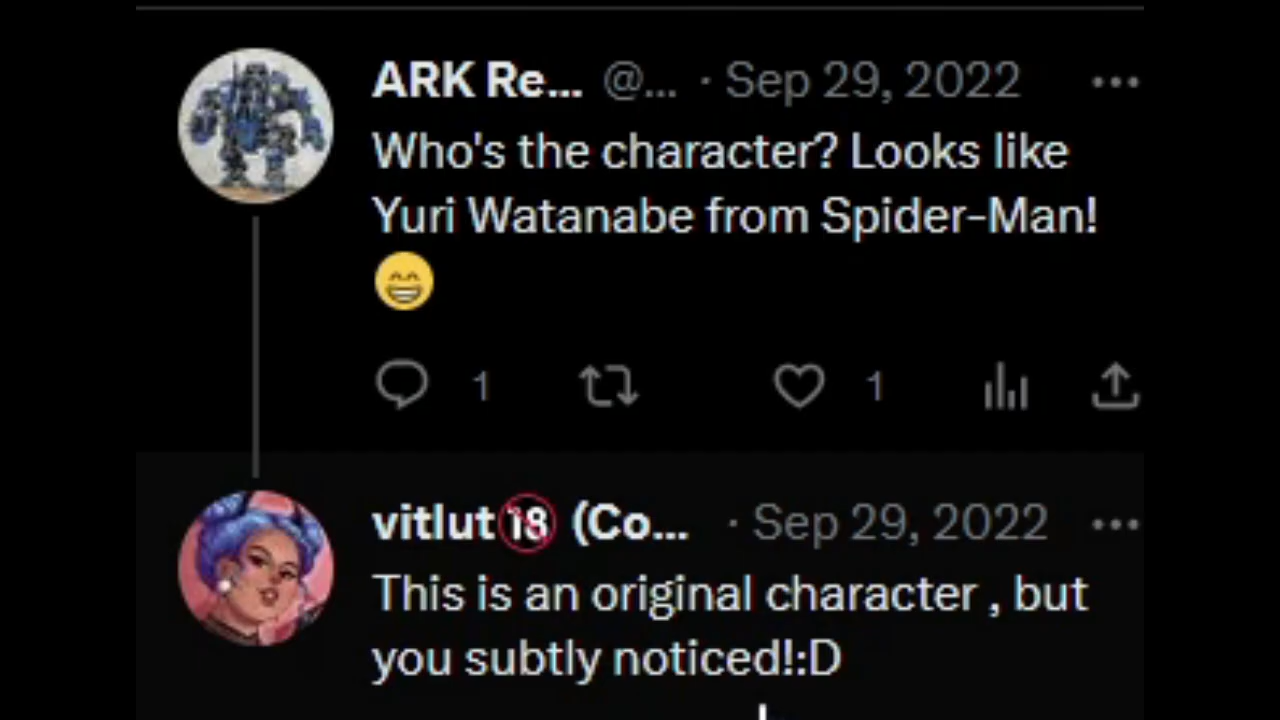 ARK Re... @... · Sep 29, 2022
Who's the character? Looks like
Yuri Watanabe from Spider-Man!
😁
1 1
vitlut🔞 (Co... · Sep 29, 2022
This is an original character , but
you subtly noticed!:D